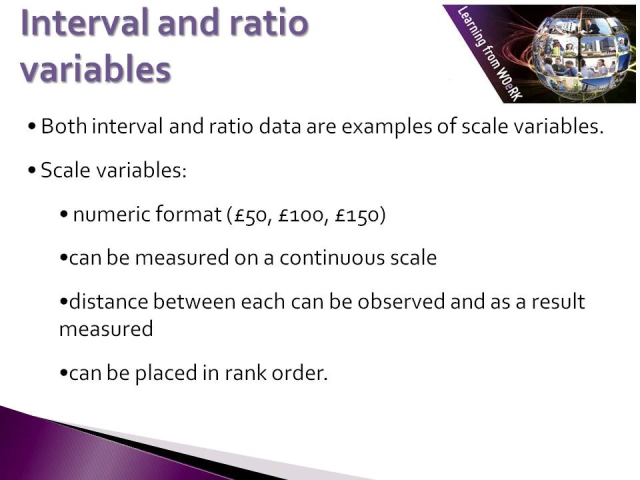 Interval and ratio
variables
Learning from WOeRK
• Both interval and ratio data are examples of scale variables.
• Scale variables:
• numeric format (£50, £100, £150)
•can be measured on a continuous scale
•distance between each can be observed and as a result
measured
•can be placed in rank order.